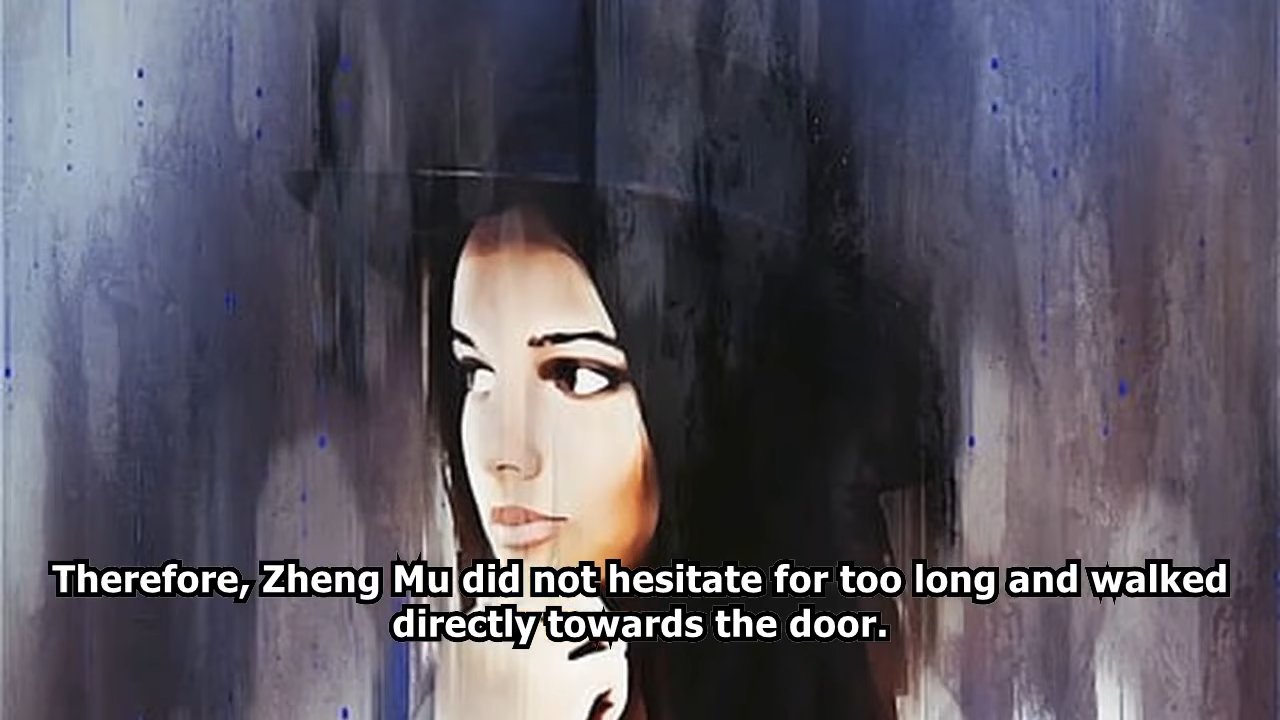 Therefore, Zheng Mu did not hesitate for too long and walked
directly towards the door.